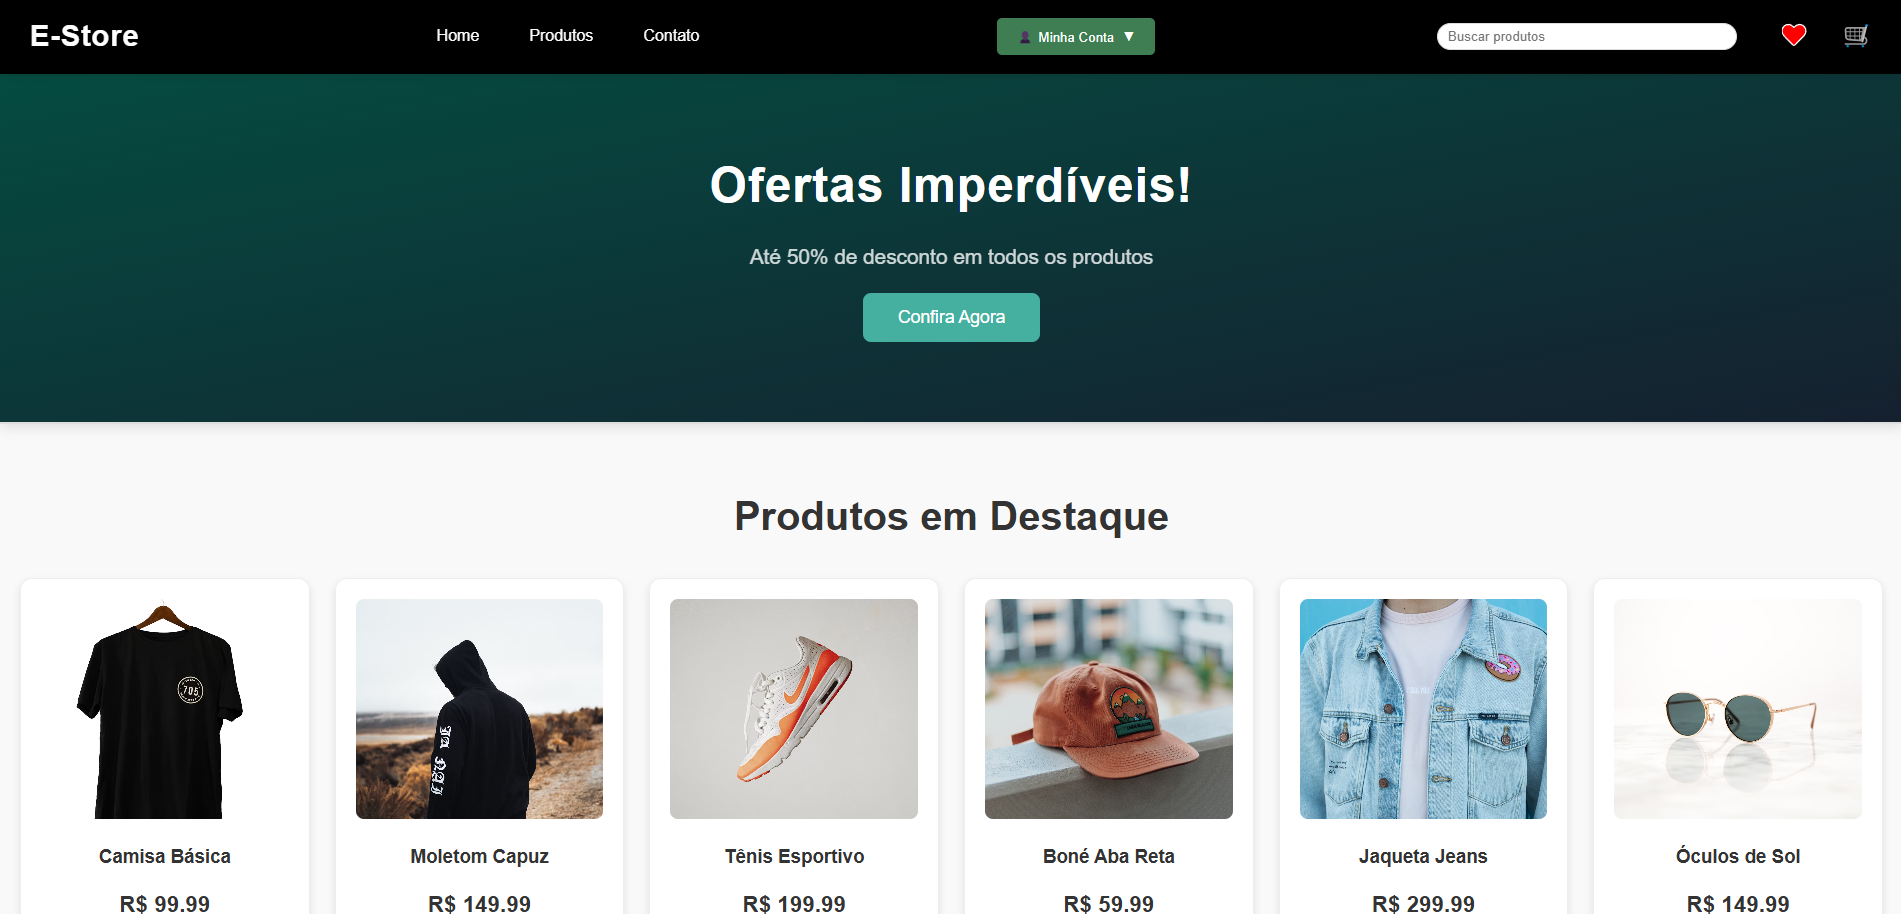 E-Store
Home
Produtos
Contato
Minha Conta ▼
Buscar produtos
Ofertas Imperdíveis!
Até 50% de desconto em todos os produtos
Confira Agora
Produtos em Destaque
705
Camisa Básica
R$ 99.99
Moletom Capuz
R$ 149.99
Tênis Esportivo
R$ 199.99
Boné Aba Reta
R$ 59.99
Jaqueta Jeans
R$ 299.99
Óculos de Sol
R$ 149.99